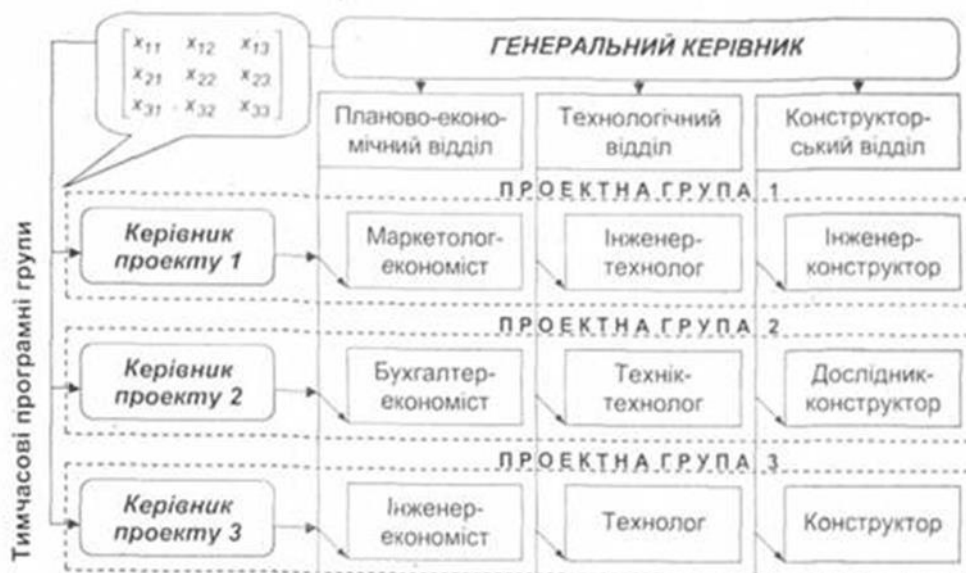 x11 x12 x13
x21 x22 x23
x31 x32 x33
ГЕНЕРАЛЬНИЙ КЕРІВНИК
Планово-еконо-
мічний відділ
Технологічний
відділ
Конструктор-
ський відділ
Тимчасові програмні групи
ПРОЕКТНА ГРУПА 1
Керівник
проекту 1
Маркетолог-
економіст
Інженер-
технолог
Інженер-
конструктор
ПРОЕКТНА ГРУПА 2
Керівник
проекту 2
Бухгалтер-
економіст
Технік-
технолог
Дослідник-
конструктор
ПРОЕКТНА ГРУПА 3
Керівник
проекту 3
Інженер-
економіст
Технолог
Конструктор